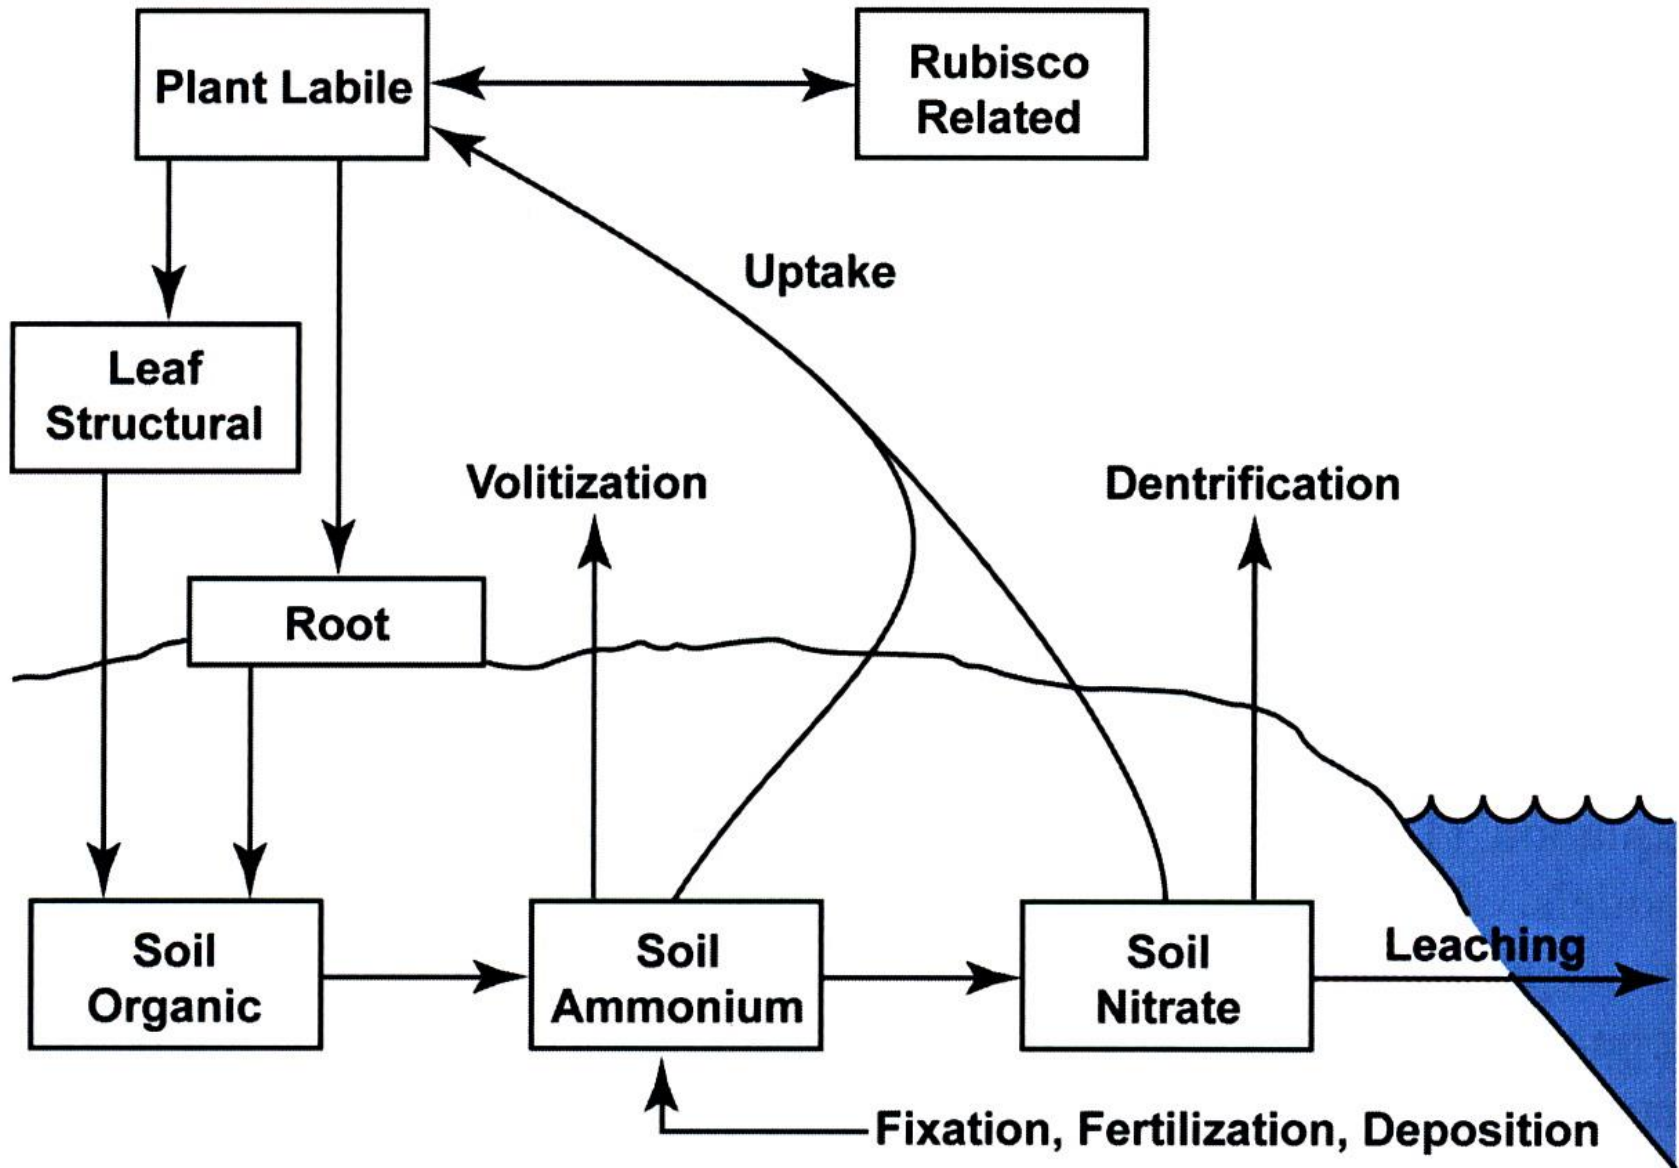 Plant Labile
Rubisco
Related
Uptake
Leaf
Structural
Volitization
Dentrification
Root
Soil
Organic
Soil
Ammonium
Soil
Nitrate
Leaching
Fixation, Fertilization, Deposition